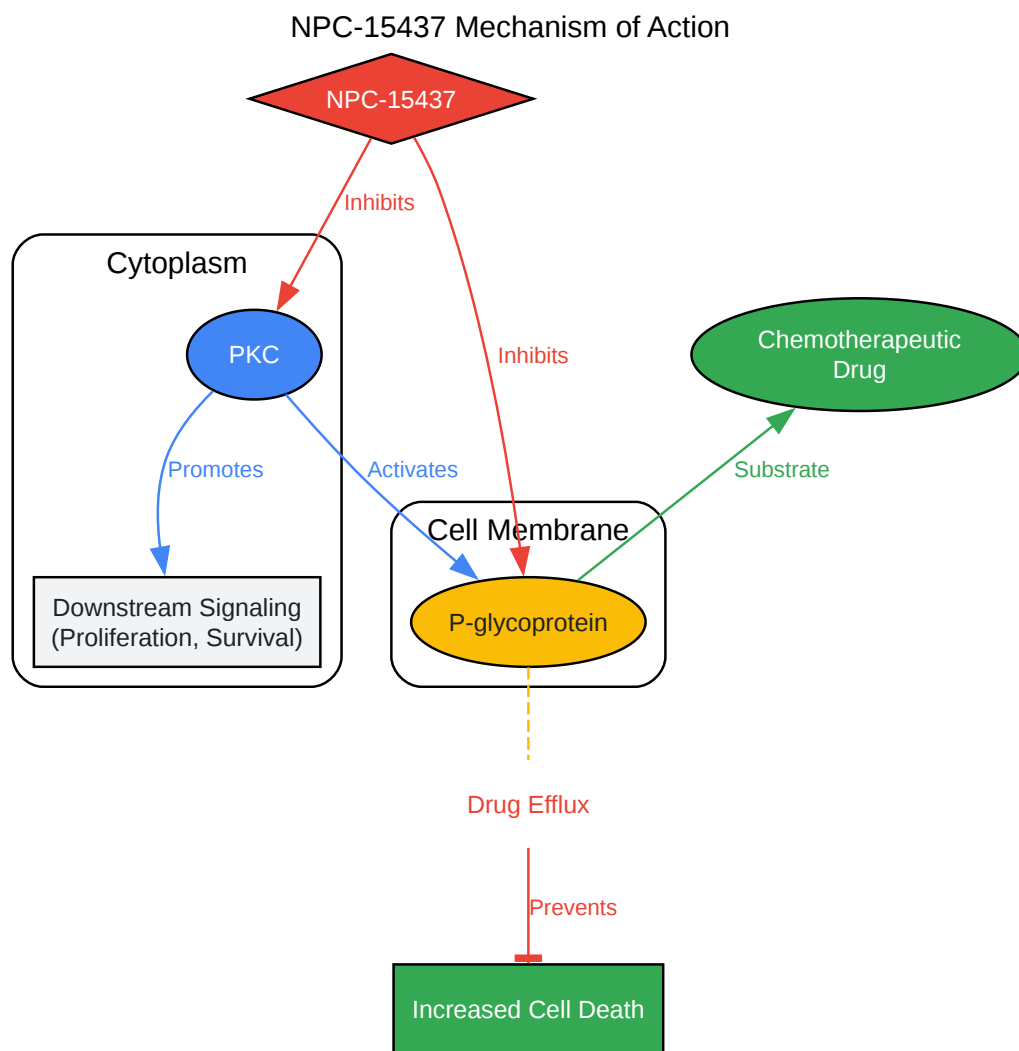 NPC-15437 Mechanism of Action
NPC-15437
Inhibits
Cytoplasm
PKC
Inhibits
Chemotherapeutic
Drug
Promotes
Activates
Substrate
Cell Membrane
Downstream Signaling
(Proliferation, Survival)
P-glycoprotein
Drug Efflux
Prevents
Increased Cell Death